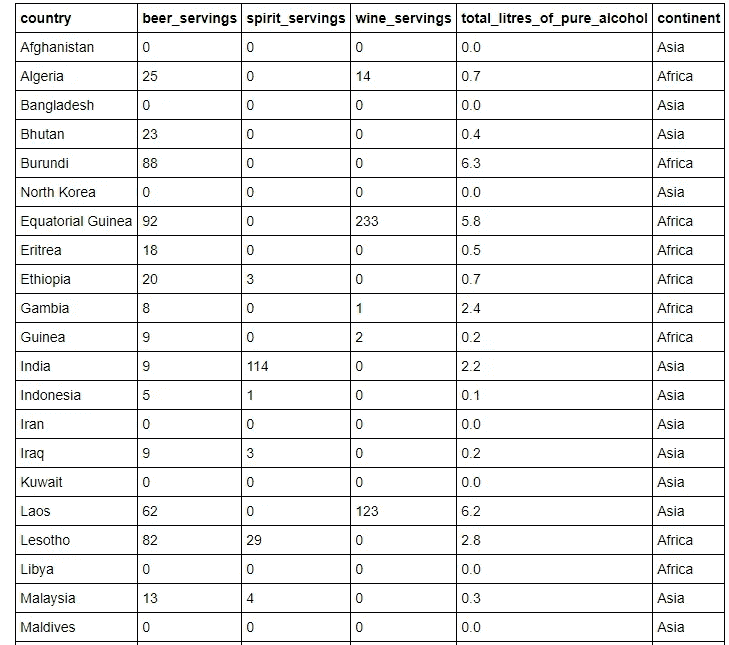 country beer_servings spirit_servings wine_servings total_litres_of_pure_alcohol continent
Afghanistan 0 0 0 0.0 Asia
Algeria 25 0 14 0.7 Africa
Bangladesh 0 0 0 0.0 Asia
Bhutan 23 0 0 0.4 Asia
Burundi 88 0 0 6.3 Africa
North Korea 0 0 0 0.0 Asia
Equatorial Guinea 92 0 233 5.8 Africa
Eritrea 18 0 0 0.5 Africa
Ethiopia 20 3 0 0.7 Africa
Gambia 8 0 1 2.4 Africa
Guinea 9 0 2 0.2 Africa
India 9 114 0 2.2 Asia
Indonesia 5 1 0 0.1 Asia
Iran 0 0 0 0.0 Asia
Iraq 9 3 0 0.2 Asia
Kuwait 0 0 0 0.0 Asia
Laos 62 0 123 6.2 Asia
Lesotho 82 29 0 2.8 Africa
Libya 0 0 0 0.0 Africa
Malaysia 13 4 0 0.3 Asia
Maldives 0 0 0 0.0 Asia